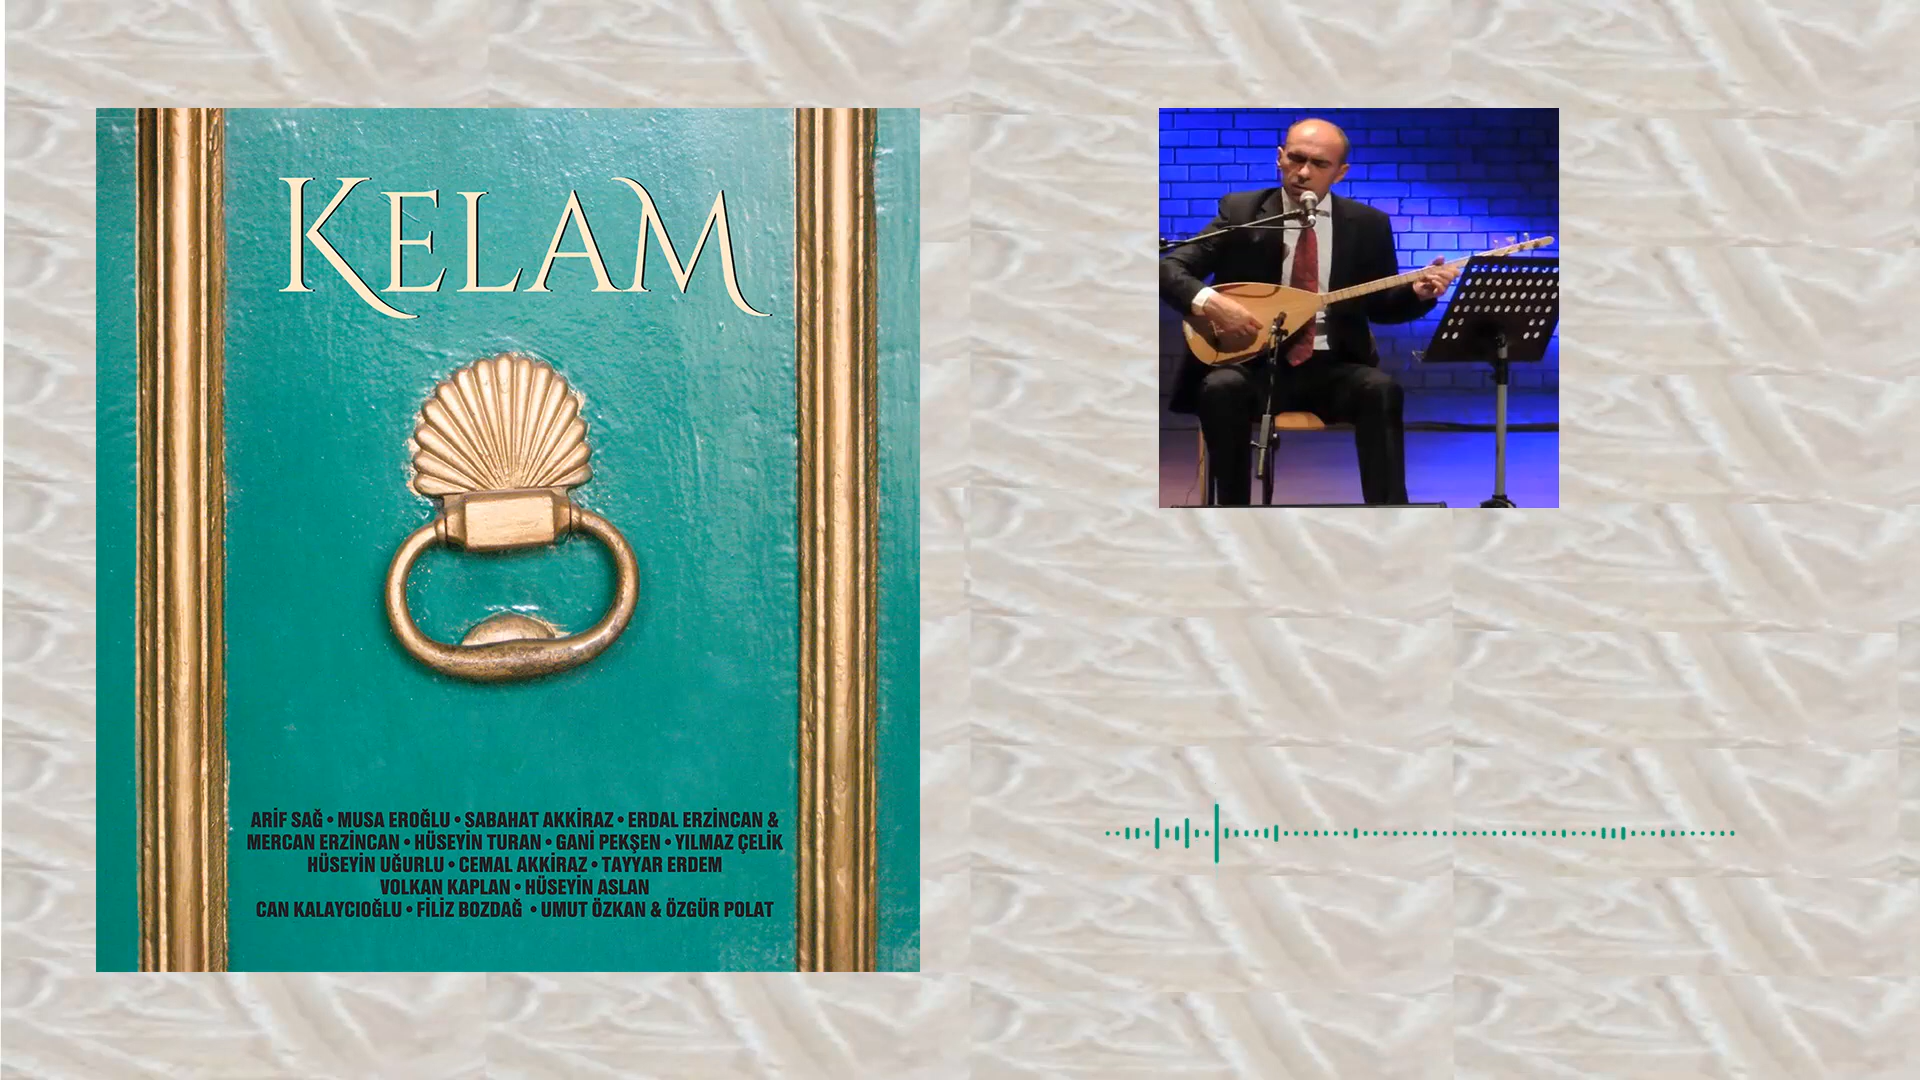 KELAM
ARİF SAĞ • MUSA EROĞLU • SABAHAT AKKİRAZ • ERDAL ERZİNCAN &
MERCAN ERZİNCAN • HÜSEYİN TURAN • GANİ PEKŞEN • YILMAZ ÇELİK
HÜSEYİN UĞURLU • CEMAL AKKİRAZ • TAYYAR ERDEM
VOLKAN KAPLAN • HÜSEYİN ASLAN
CAN KALAYCIOĞLU • FİLİZ BOZDAĞ • UMUT ÖZKAN & ÖZGÜR POLAT